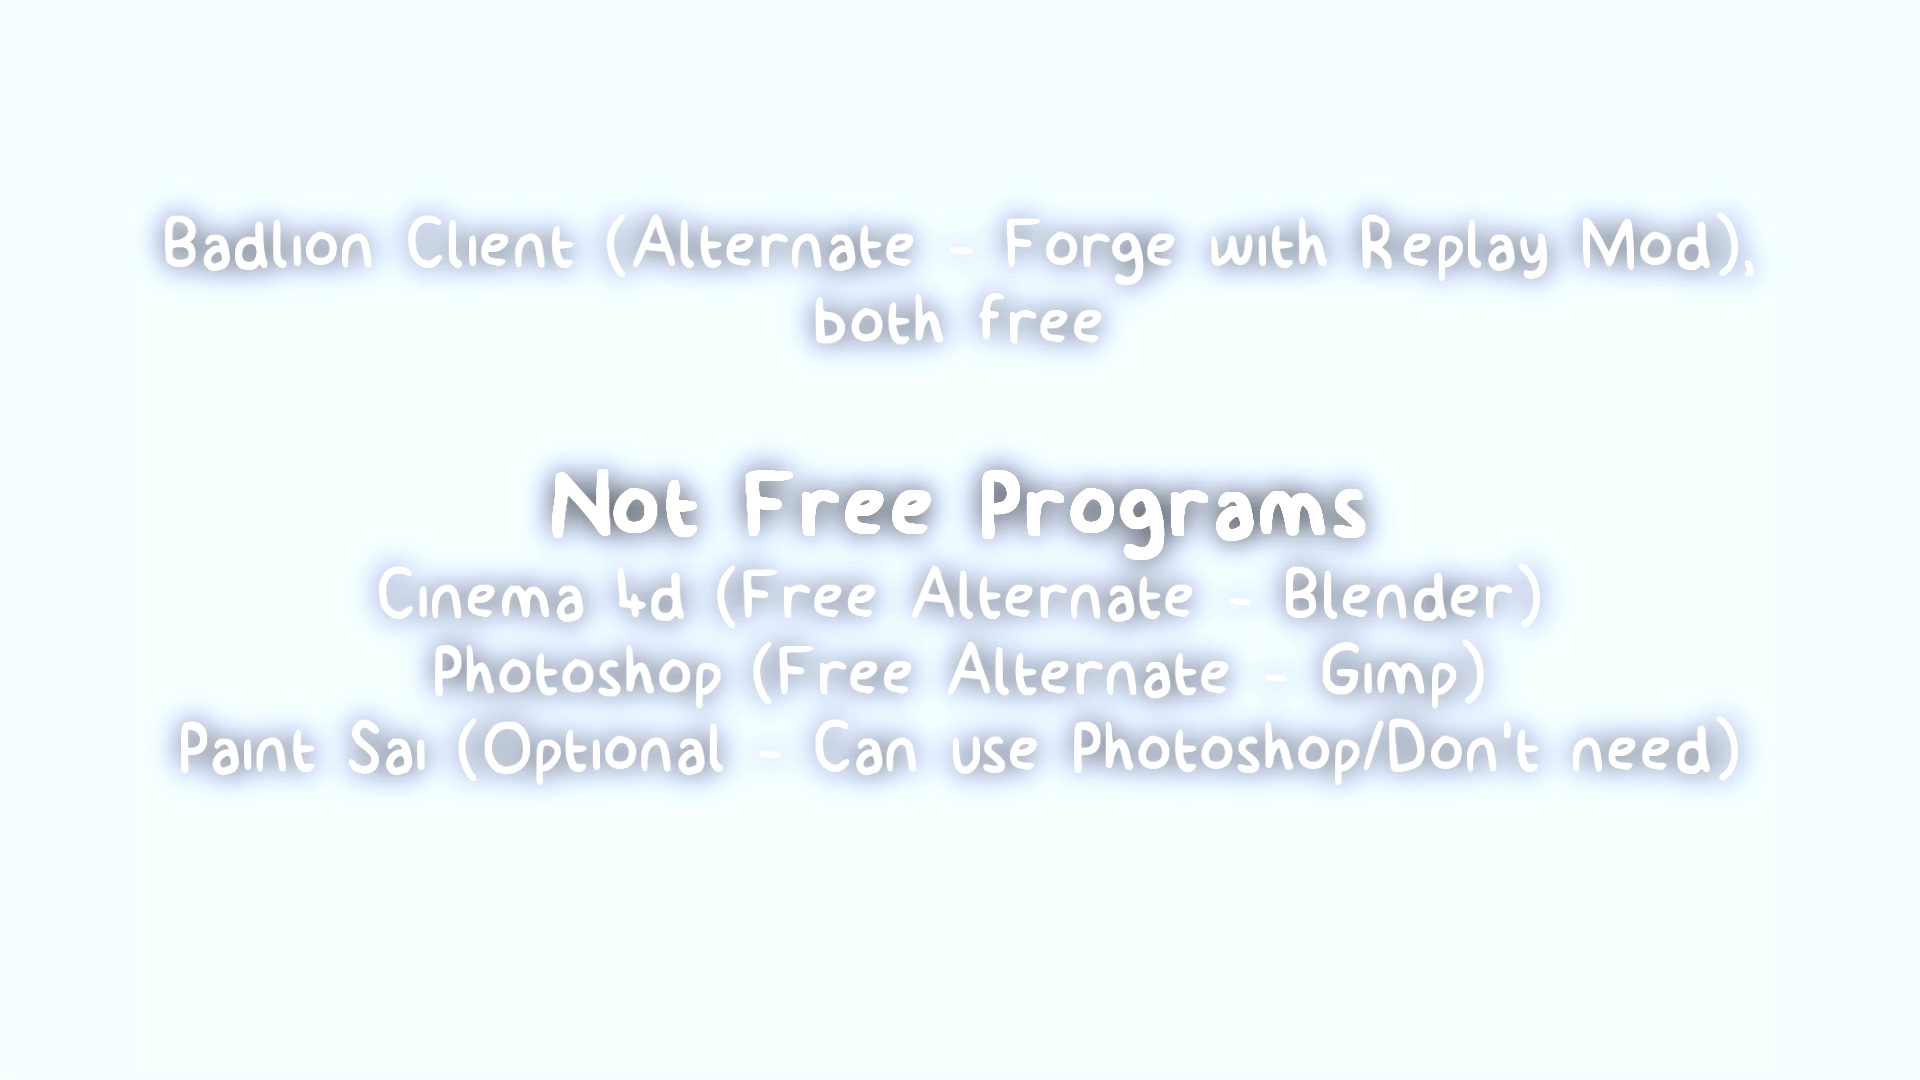 Badlion Client (Alternate - Forge with Replay Mod),
both free
Not Free Programs
Cinema 4d (Free Alternate - Blender)
Photoshop (Free Alternate - Gimp)
Paint Sai (Optional - Can use Photoshop/Don't need)